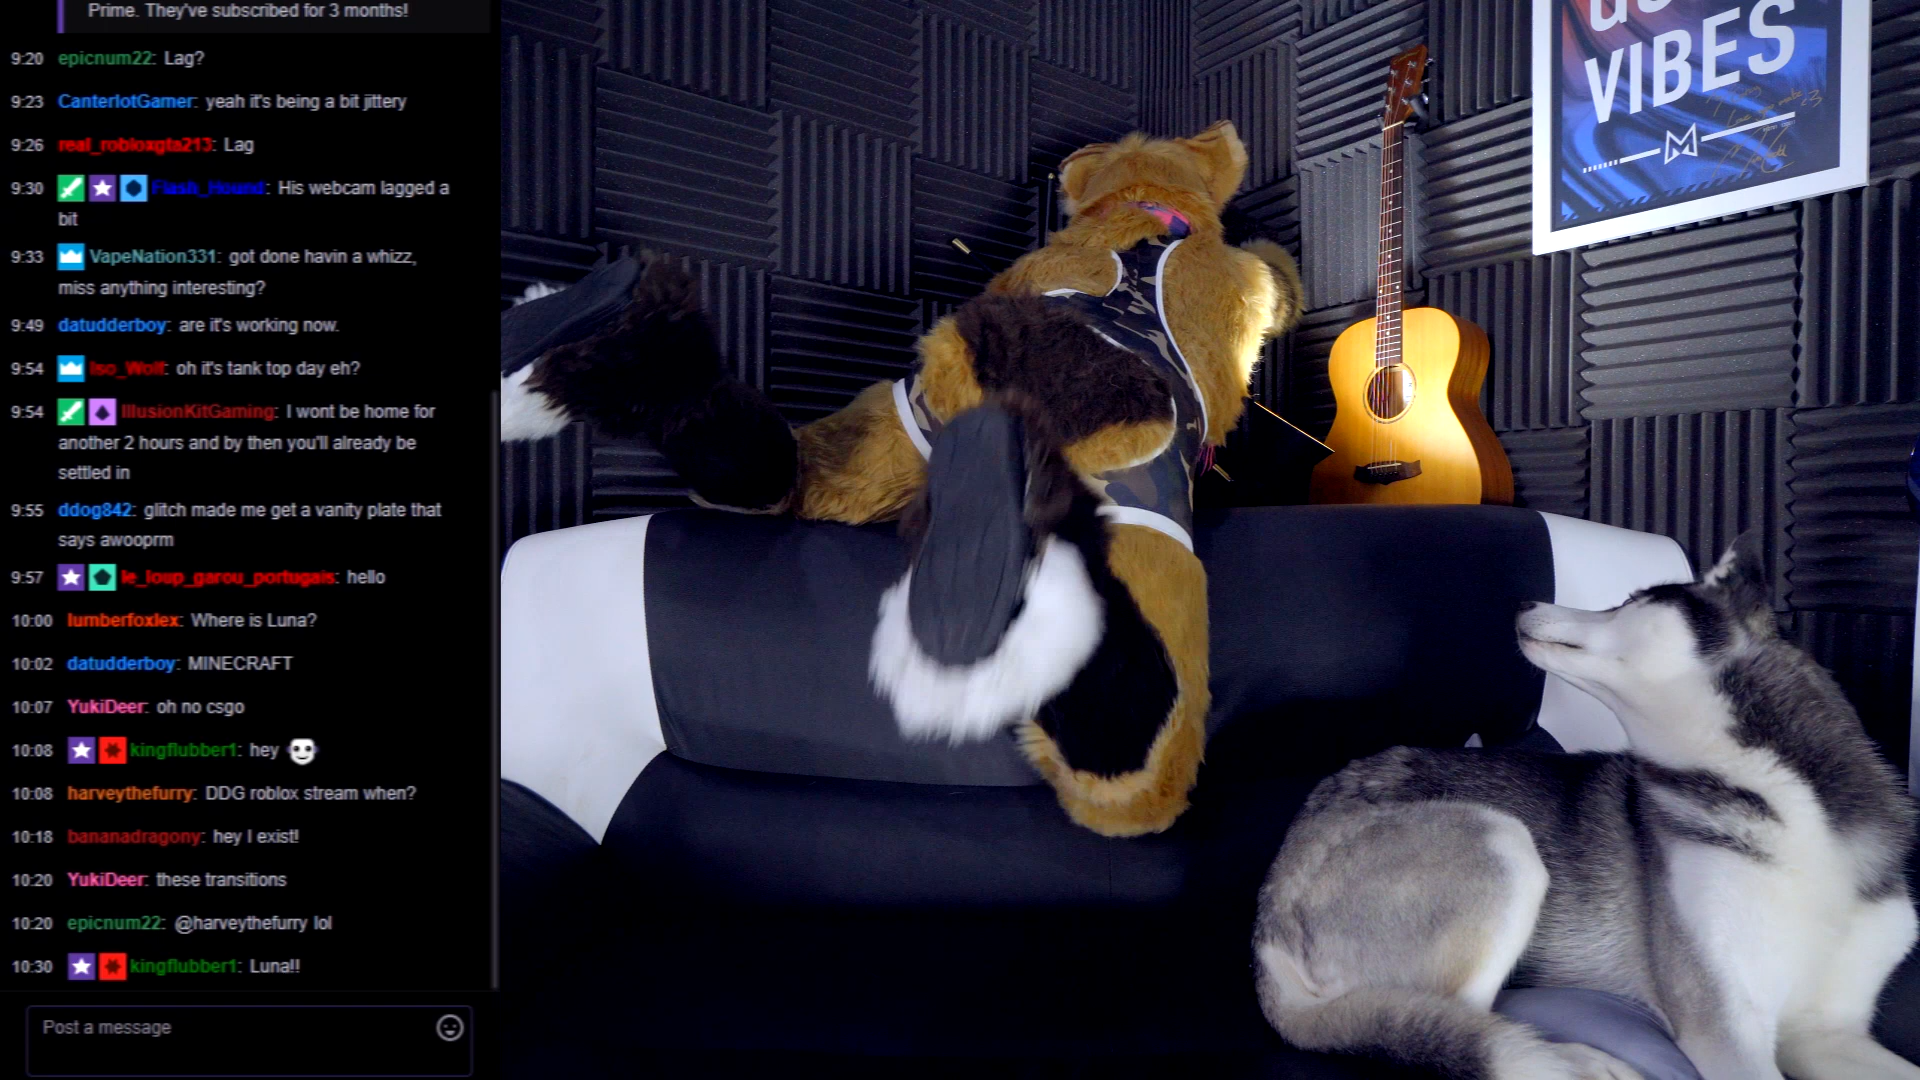 Prime. They've subscribed for 3 months!
9:20 epicnum22: Lag?
9:23 CanterlotGamer: yeah it's being a bit jittery
9:26 real_robloxgta213: Lag
9:30 Flash_Hound: His webcam lagged a
bit
9:33 VapeNation331: got done havin a whizz,
miss anything interesting?
9:49 datudderboy: are it's working now.
9:54 Iso_Wolf: oh it's tank top day eh?
9:54 IllusionKitGaming: I wont be home for
another 2 hours and by then you'll already be
settled in
9:55 ddog842: glitch made me get a vanity plate that
says awooprm
9:57 le_loup_garou_portugais: hello
10:00 lumberfoxlex: Where is Luna?
10:02 datudderboy: MINECRAFT
10:07 YukiDeer: oh no csgo
10:08 kingflubber1: hey
10:08 harveythefurry: DDG roblox stream when?
10:18 bananadragony: hey I exist!
10:20 YukiDeer: these transitions
10:20 epicnum22: @harveythefurry lol
10:30 kingflubber1: Luna!!
Post a message
VIBES